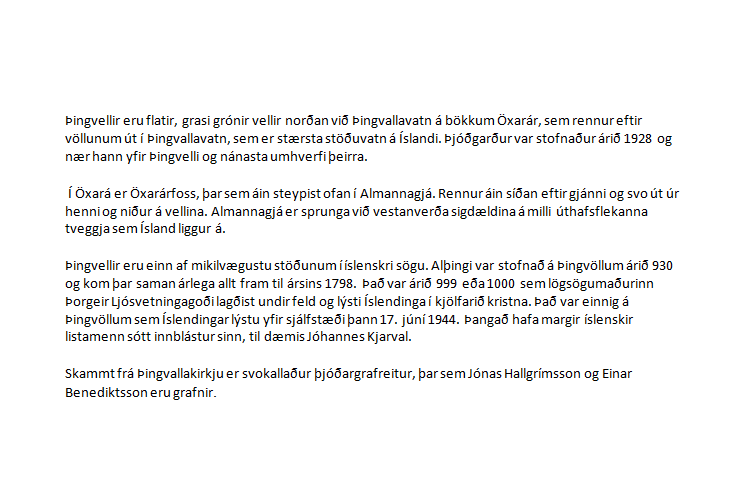 Þingvellir eru flatir, grasi grónir vellir norðan við Þingvallavatn á bökkum Öxarár, sem rennur eftir
völlunum út í Þingvallavatn, sem er stærsta stöðuvatn á Íslandi. Þjóðgarður var stofnaður árið 1928 og
nær hann yfir Þingvelli og nánasta umhverfi þeirra.
Í Öxará er Öxarárfoss, þar sem áin steypist ofan í Almannagjá. Rennur áin síðan eftir gjánni og svo út úr
henni og niður á vellina. Almannagjá er sprunga við vestanverða sigdældina á milli úthafsflekanna
tveggja sem Ísland liggur á.
Þingvellir eru einn af mikilvægustu stöðunum í íslenskri sögu. Alþingi var stofnað á Þingvöllum árið 930
og kom þar saman árlega allt fram til ársins 1798. Það var árið 999 eða 1000 sem lögsögumaðurinn
Þorgeir Ljósvetningagoði lagðist undir feld og lýsti Íslendinga í kjölfarið kristna. Það var einnig á
Þingvöllum sem Íslendingar lýstu yfir sjálfstæði þann 17. júní 1944. Þangað hafa margir íslenskir
listamenn sótt innblástur sinn, til dæmis Jóhannes Kjarval.
Skammt frá Þingvallakirkju er svokallaður þjóðargrafreitur, þar sem Jónas Hallgrímsson og Einar
Benediktsson eru grafnir.